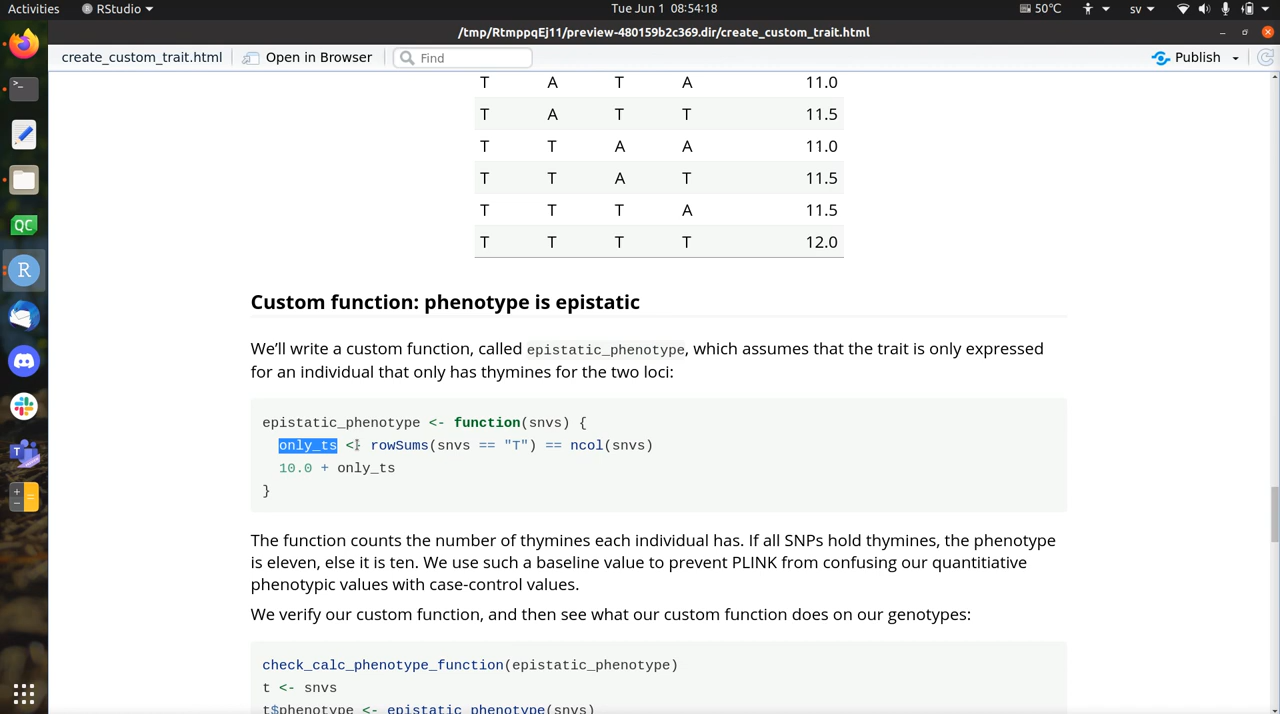 Activities RStudio Tue Jun 1 08:54:18 50°C sv
/tmp/RtmppqEj11/preview-480159b2c369.dir/create_custom_trait.html
create_custom_trait.html Open in Browser Find Publish
T A T A 11.0
T A T T 11.5
T T A A 11.0
T T A T 11.5
T T T A 11.5
T T T T 12.0
QC
R
Custom function: phenotype is epistatic
We’ll write a custom function, called epistatic_phenotype, which assumes that the trait is only expressed
for an individual that only has thymines for the two loci:
epistatic_phenotype <- function(snvs) {
only_ts <- rowSums(snvs == "T") == ncol(snvs)
10.0 + only_ts
}
The function counts the number of thymines each individual has. If all SNPs hold thymines, the phenotype
is eleven, else it is ten. We use such a baseline value to prevent PLINK from confusing our quantitiative
phenotypic values with case-control values.
We verify our custom function, and then see what our custom function does on our genotypes:
check_calc_phenotype_function(epistatic_phenotype)
t <- snvs
t$phenotype <- epistatic_phenotype(snvs)